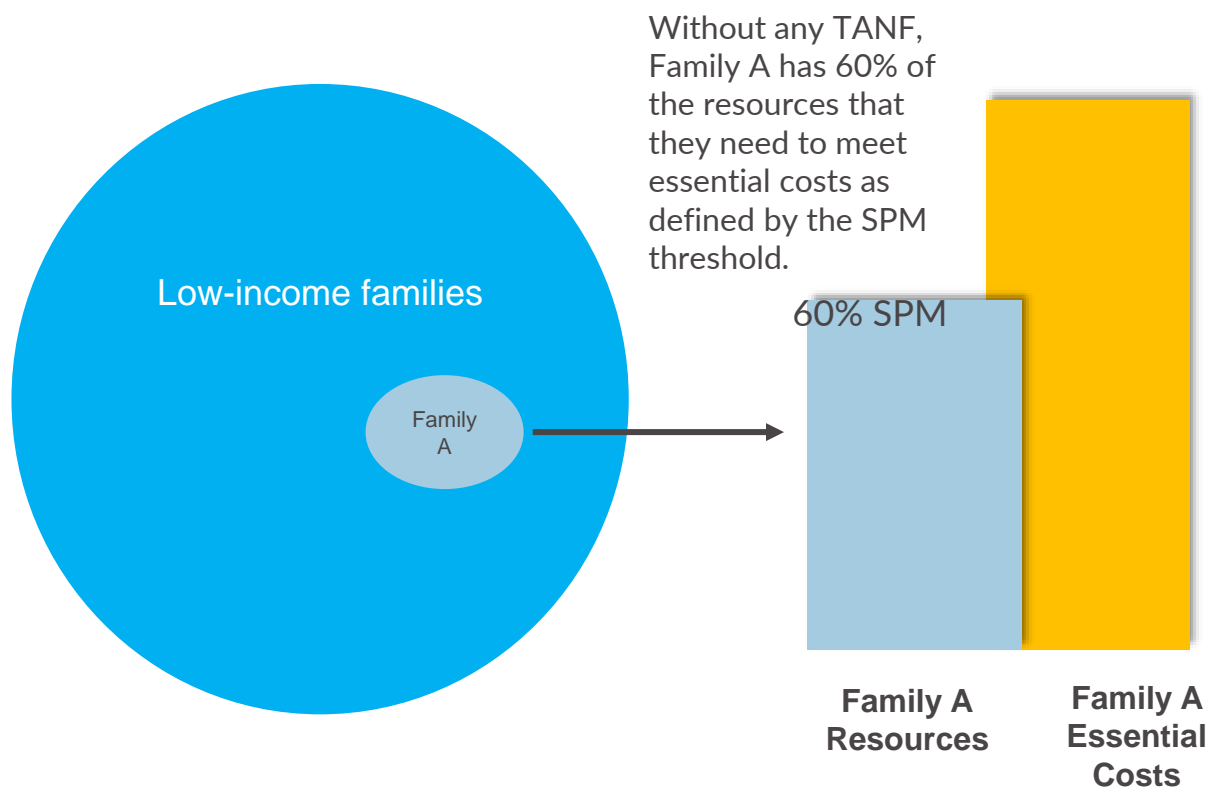 Without any TANF,
Family A has 60% of
the resources that
they need to meet
essential costs as
defined by the SPM
threshold.
Low-income families
60% SPM
Family
A
Family A
Resources
Family A
Essential
Costs